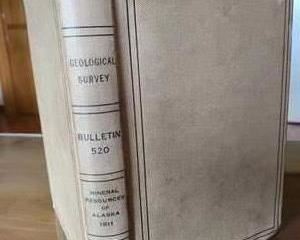 GEOLOGICAL
SURVEY
BULLETIN
520
MINERAL
RESOURCES
OF
ALASKA
1911